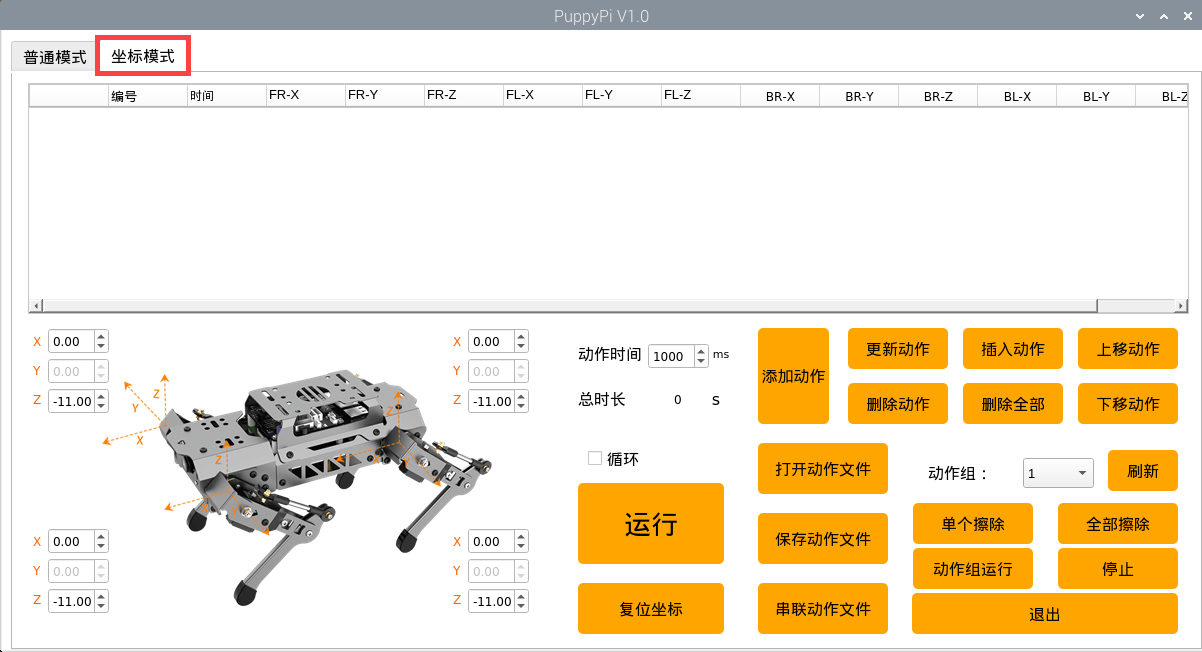 PuppyPi V1.0
普通模式 坐标模式
编号 时间 FR-X FR-Y FR-Z FL-X FL-Y FL-Z BR-X BR-Y BR-Z BL-X BL-Y BL-Z
X 0.00
Y 0.00
Z -11.00
X 0.00
Y 0.00
Z -11.00
Z
Y
X
Z
X
Z
X
Y
X 0.00
Y 0.00
Z -11.00
X 0.00
Y 0.00
Z -11.00
动作时间 1000 ms
总时长 0 s
循环
运行
复位坐标
添加动作
更新动作 插入动作 上移动作
删除动作 删除全部 下移动作
打开动作文件
保存动作文件
串联动作文件
动作组： 1 刷新
单个擦除 全部擦除
动作组运行 停止
退出